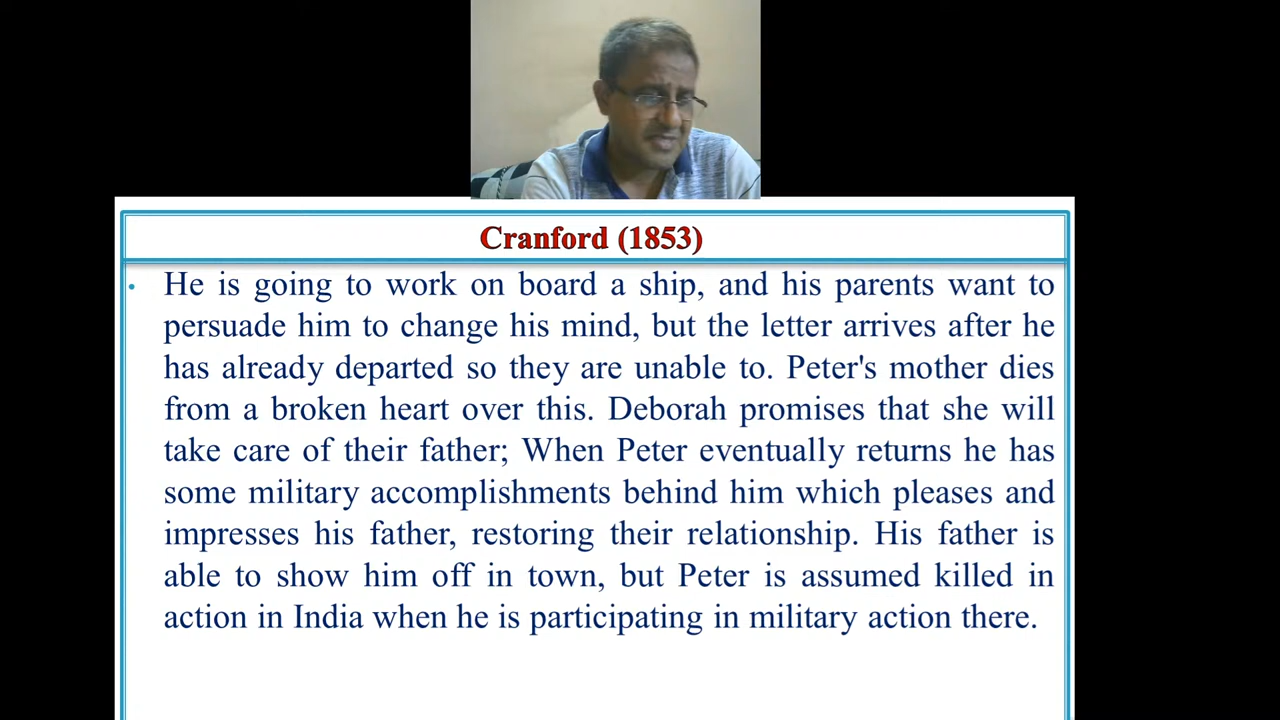 Cranford (1853)
• He is going to work on board a ship, and his parents want to
persuade him to change his mind, but the letter arrives after he
has already departed so they are unable to. Peter's mother dies
from a broken heart over this. Deborah promises that she will
take care of their father; When Peter eventually returns he has
some military accomplishments behind him which pleases and
impresses his father, restoring their relationship. His father is
able to show him off in town, but Peter is assumed killed in
action in India when he is participating in military action there.